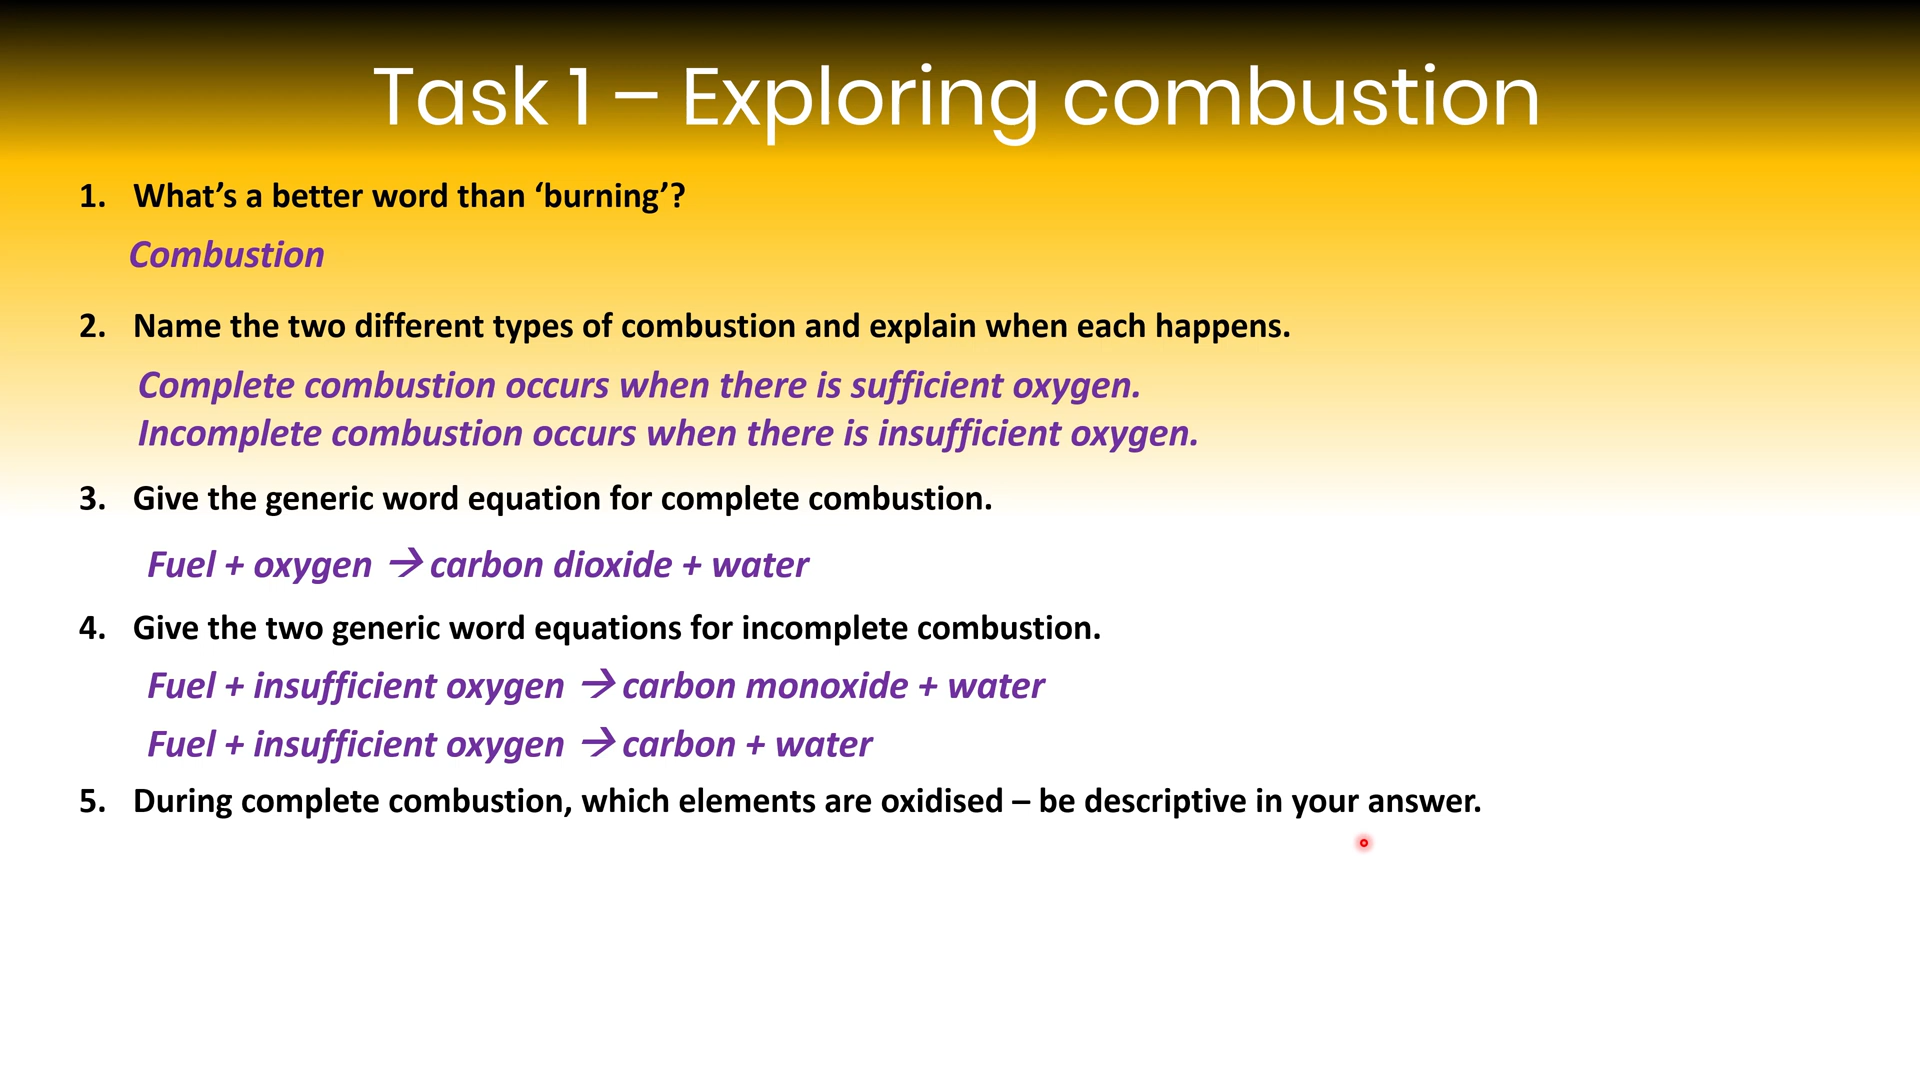 Task 1 – Exploring combustion
1. What’s a better word than ‘burning’?
Combustion
2. Name the two different types of combustion and explain when each happens.
Complete combustion occurs when there is sufficient oxygen.
Incomplete combustion occurs when there is insufficient oxygen.
3. Give the generic word equation for complete combustion.
Fuel + oxygen → carbon dioxide + water
4. Give the two generic word equations for incomplete combustion.
Fuel + insufficient oxygen → carbon monoxide + water
Fuel + insufficient oxygen → carbon + water
5. During complete combustion, which elements are oxidised – be descriptive in your answer.